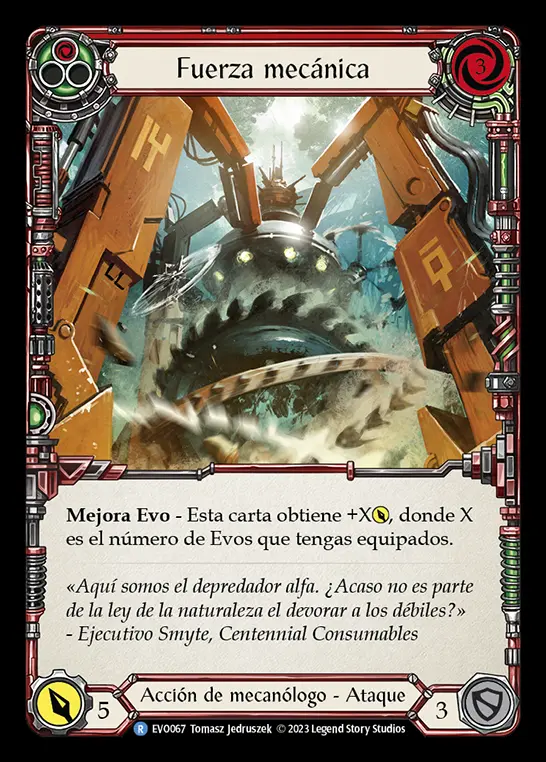 Fuerza mecánica
3
Mejora Evo - Esta carta obtiene +X, donde X
es el número de Evos que tengas equipados.
«Aquí somos el depredador alfa. ¿Acaso no es parte
de la ley de la naturaleza el devorar a los débiles?»
- Ejecutivo Smyte, Centennial Consumables
5
Acción de mecanólogo - Ataque
3
R EVO067 Tomasz Jedruszek © 2023 Legend Story Studios